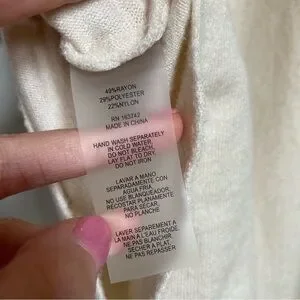 49%RAYON
29%POLYESTER
22%NYLON
RN 163742
MADE IN CHINA
HAND WASH SEPARATELY
IN COLD WATER,
DO NOT BLEACH,
LAY FLAT TO DRY,
DO NOT IRON
LAVAR A MANO
SEPARADAMENTE CON
AGUA FRIA,
NO USE BLANQUEADOR,
RECOSTAR PLANAMENTE
PARA SECAR,
NO PLANCHE
LAVER SEPAREMENT A
LA MAIN A L'EAU FROIDE,
NE PAS BLANCHIR,
SECHER A PLAT,
NE PAS REPASSER